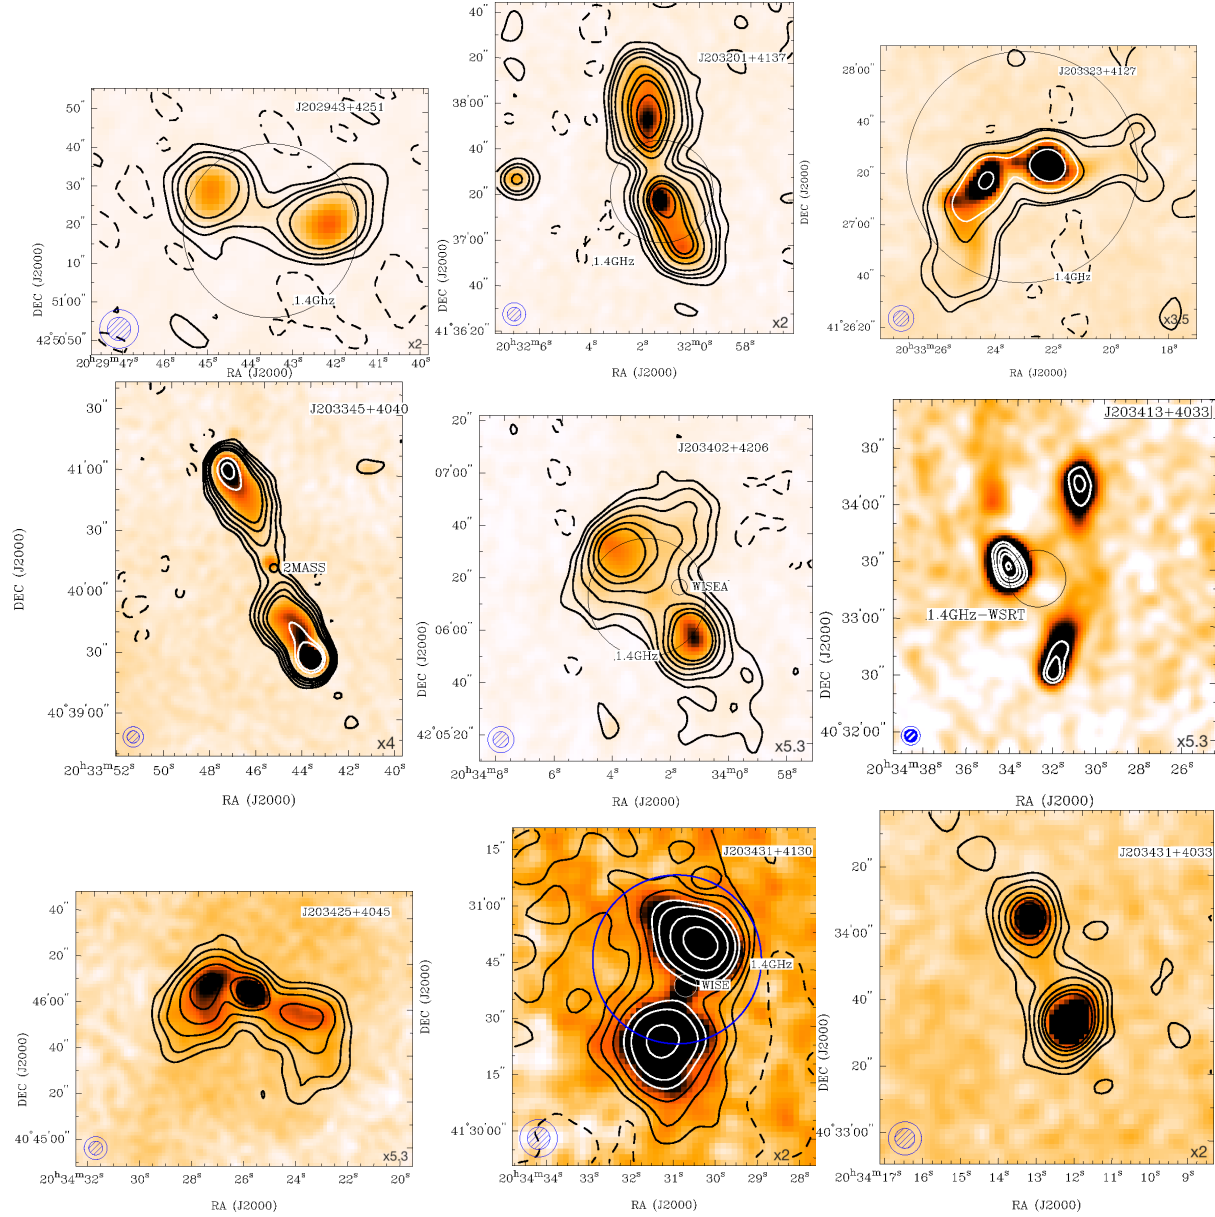 J202943+4251
50''
40''
30''
20''
10''
51'00''
42°50'50''
DEC (J2000)
1.4Ghz
x2
20ʰ29ᵐ47ˢ 46ˢ 45ˢ 44ˢ 43ˢ 42ˢ 41ˢ 40ˢ
RA (J2000)
J203201+4137
40''
20''
38'00''
40''
20''
37'00''
40''
41°36'20''
DEC (J2000)
1.4GHz
x2
20ʰ32ᵐ6ˢ 4ˢ 2ˢ 32ᵐ0ˢ 58ˢ
RA (J2000)
J203323+4127
28'00''
40''
20''
27'00''
40''
41°26'20''
DEC (J2000)
1.4GHz
x3.5
20ʰ33ᵐ26ˢ 24ˢ 22ˢ 20ˢ 18ˢ
RA (J2000)
J203345+4040
30''
41'00''
30''
40'00''
30''
40°39'00''
DEC (J2000)
2MASS
x4
20ʰ33ᵐ52ˢ 48ˢ 46ˢ 44ˢ 42ˢ 40ˢ
RA (J2000)
J203402+4206
20''
07'00''
40''
20''
06'00''
40''
42°05'20''
DEC (J2000)
WISEA
1.4GHz
x5.3
20ʰ34ᵐ8ˢ 6ˢ 4ˢ 2ˢ 34ᵐ0ˢ 58ˢ
RA (J2000)
J203413+4033
30''
34'00''
30''
33'00''
30''
40°32'00''
DEC (J2000)
1.4GHz-WSRT
x5.3
20ʰ34ᵐ38ˢ 36ˢ 34ˢ 32ˢ 30ˢ 28ˢ 26ˢ
RA (J2000)
J203425+4045
40''
20''
46'00''
40''
20''
40°45'00''
DEC (J2000)
x5.3
20ʰ34ᵐ32ˢ 30ˢ 28ˢ 26ˢ 24ˢ 22ˢ 20ˢ
RA (J2000)
J203431+4130
15''
31'00''
45''
30''
15''
41°30'00''
DEC (J2000)
1.4GHz
WISE
x2
20ʰ34ᵐ34ˢ 33ˢ 32ˢ 31ˢ 30ˢ 29ˢ 28ˢ
RA (J2000)
J203431+4033
20''
34'00''
40''
20''
40°33'00''
DEC (J2000)
x2
20ʰ34ᵐ17ˢ 16ˢ 15ˢ 14ˢ 13ˢ 12ˢ 11ˢ 10ˢ 9ˢ
RA (J2000)